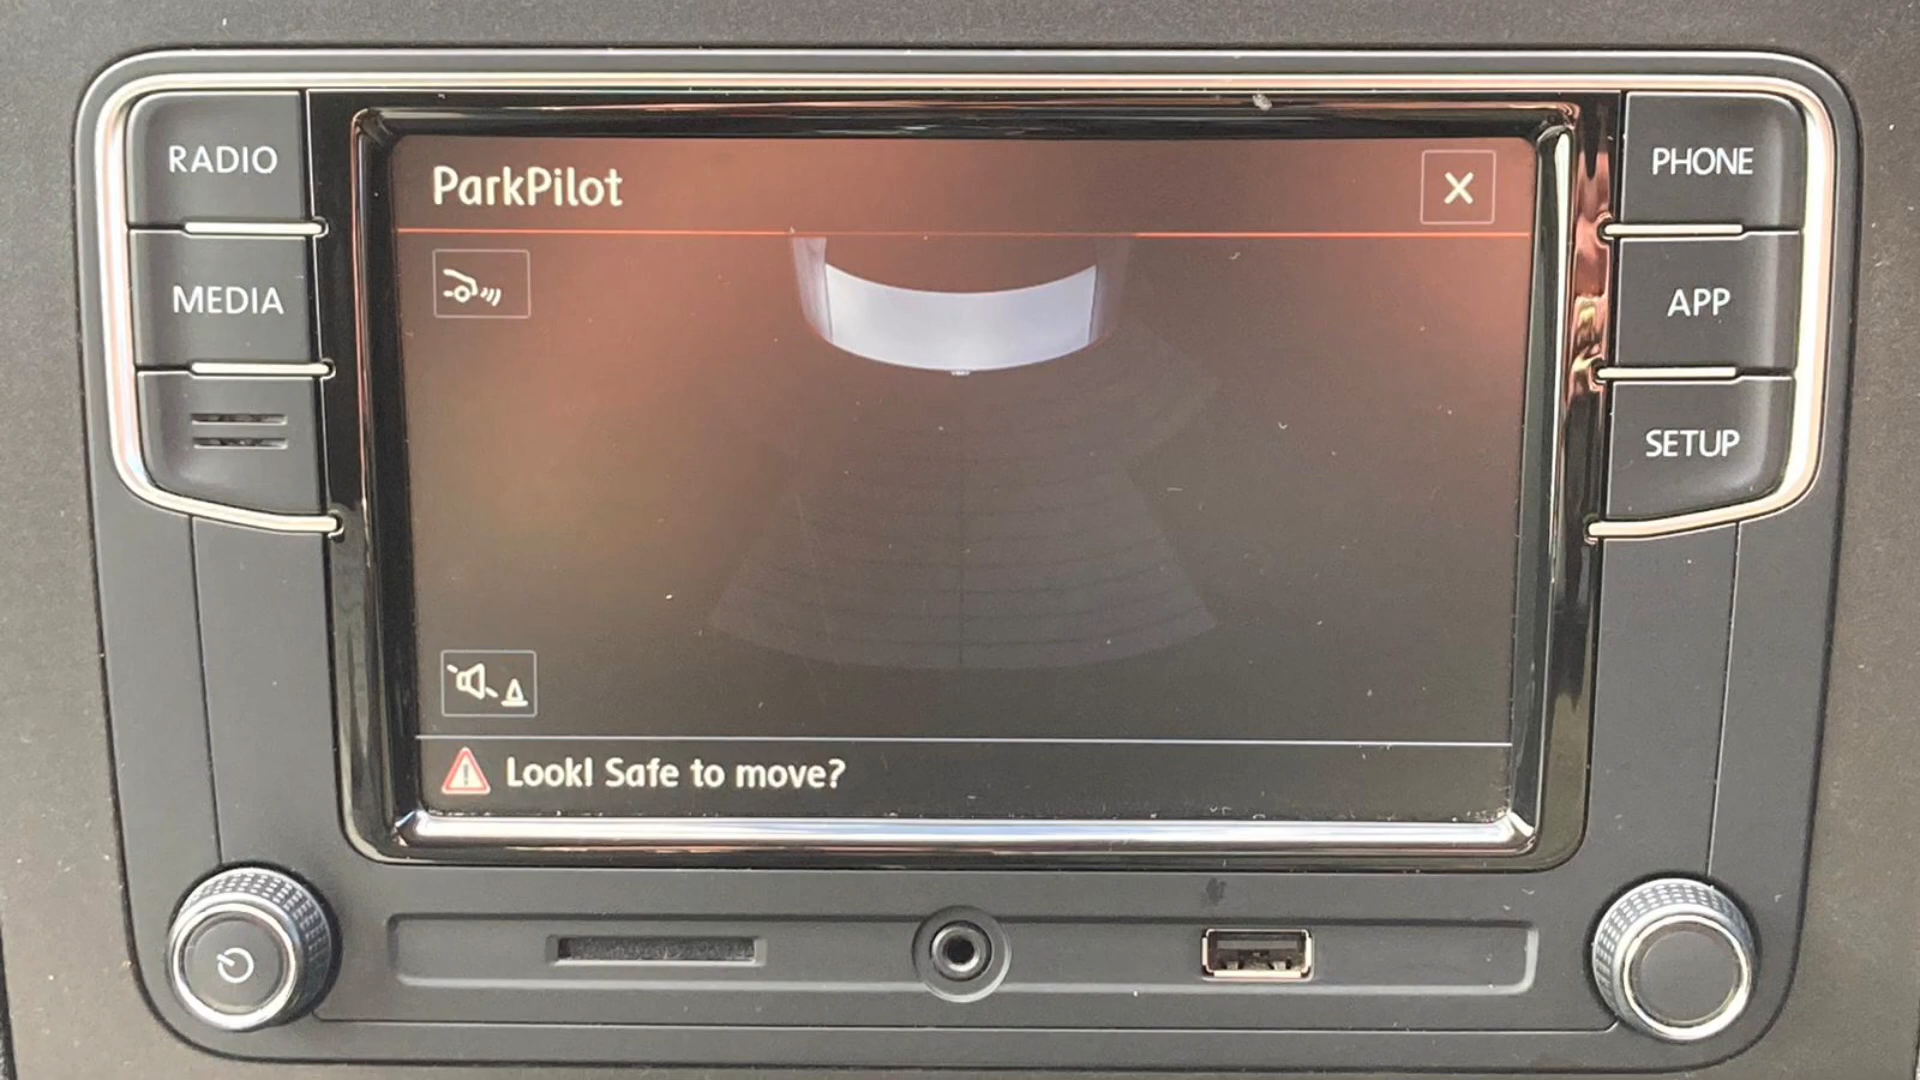 RADIO
MEDIA
ParkPilot
Look! Safe to move?
PHONE
APP
SETUP